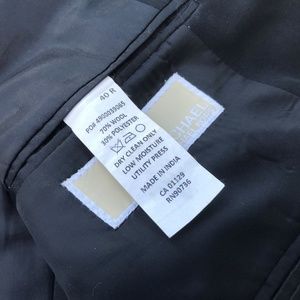 40 R
PO# 4900039065
70% WOOL
30% POLYESTER
DRY CLEAN ONLY
LOW MOISTURE
UTILITY PRESS
MADE IN INDIA
CA 01129
RN90736